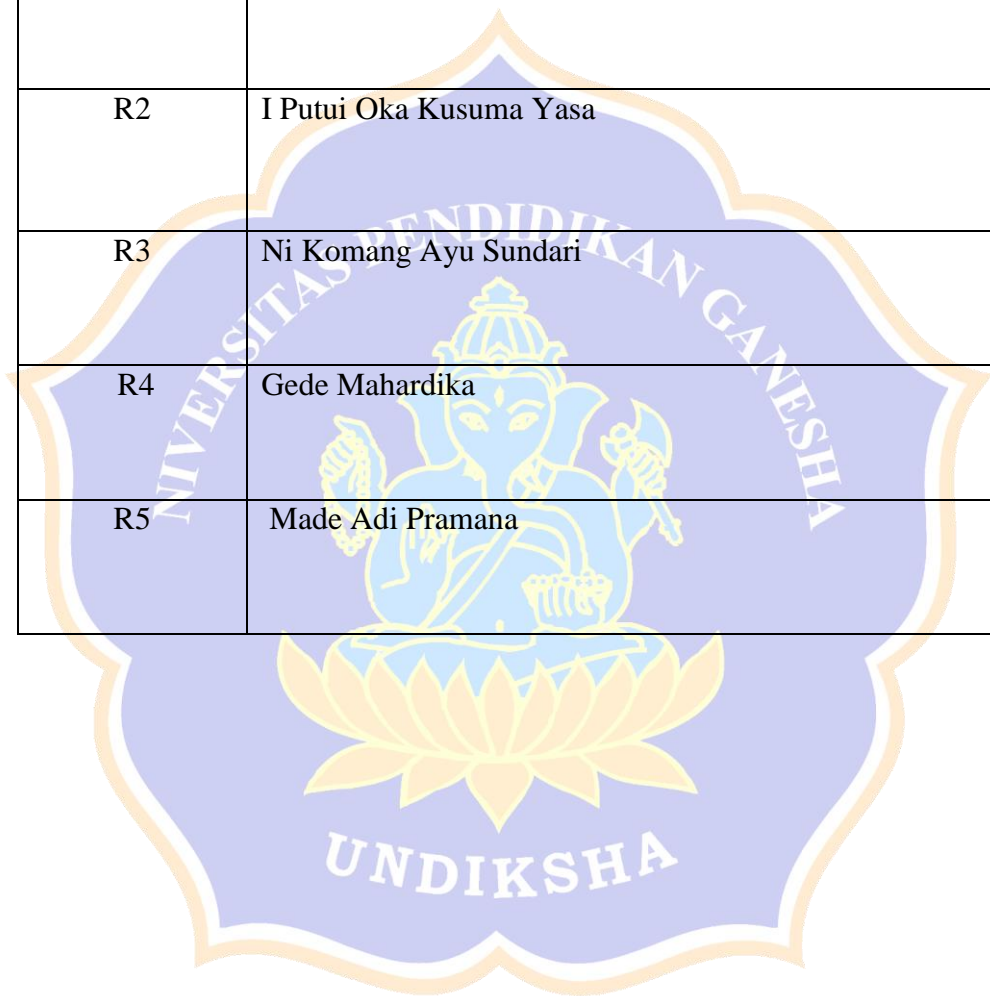 R2 I Putui Oka Kusuma Yasa
R3 Ni Komang Ayu Sundari
R4 Gede Mahardika
R5 Made Adi Pramana
NIVERSITAS PENDIDIKAN GANESHA
UNDIKSHA